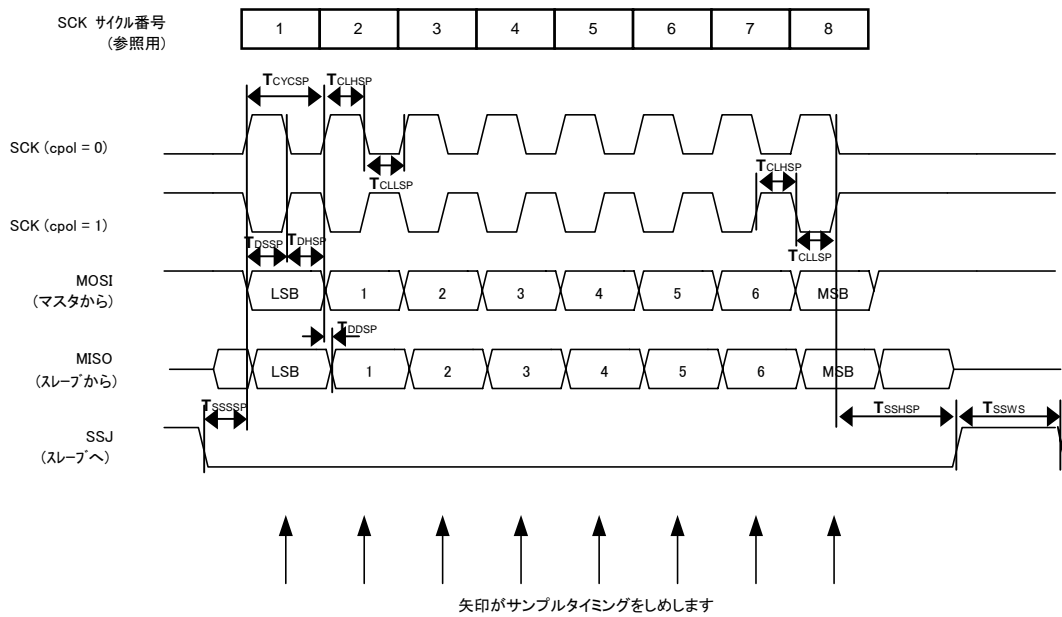 SCK サイクル番号
(参照用)
1 2 3 4 5 6 7 8
TCYCSP TCLHSP
SCK (cpol = 0)
TCLLSP TCLHSP
SCK (cpol = 1)
TDSSP TDHSP TCLLSP
MOSI
(マスタから)
LSB 1 2 3 4 5 6 MSB
TDDSP
MISO
(スレーブから)
LSB 1 2 3 4 5 6 MSB
TSSSSP TSSHSP TSSWS
SSJ
(スレーブへ)
矢印がサンプルタイミングをしめします